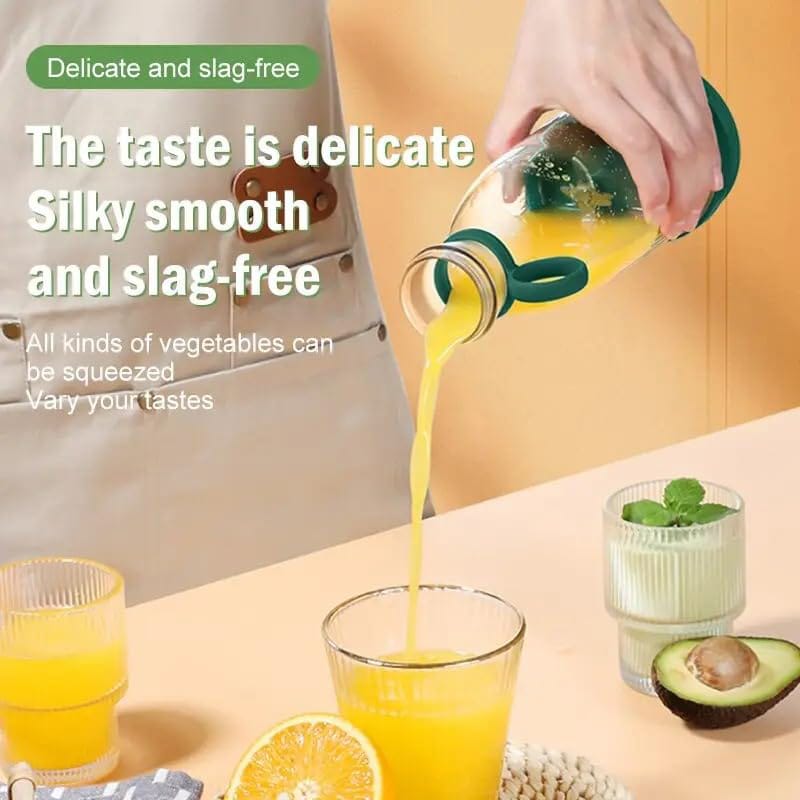 Delicate and slag-free
The taste is delicate
Silky smooth
and slag-free
All kinds of vegetables can
be squeezed
Vary your tastes